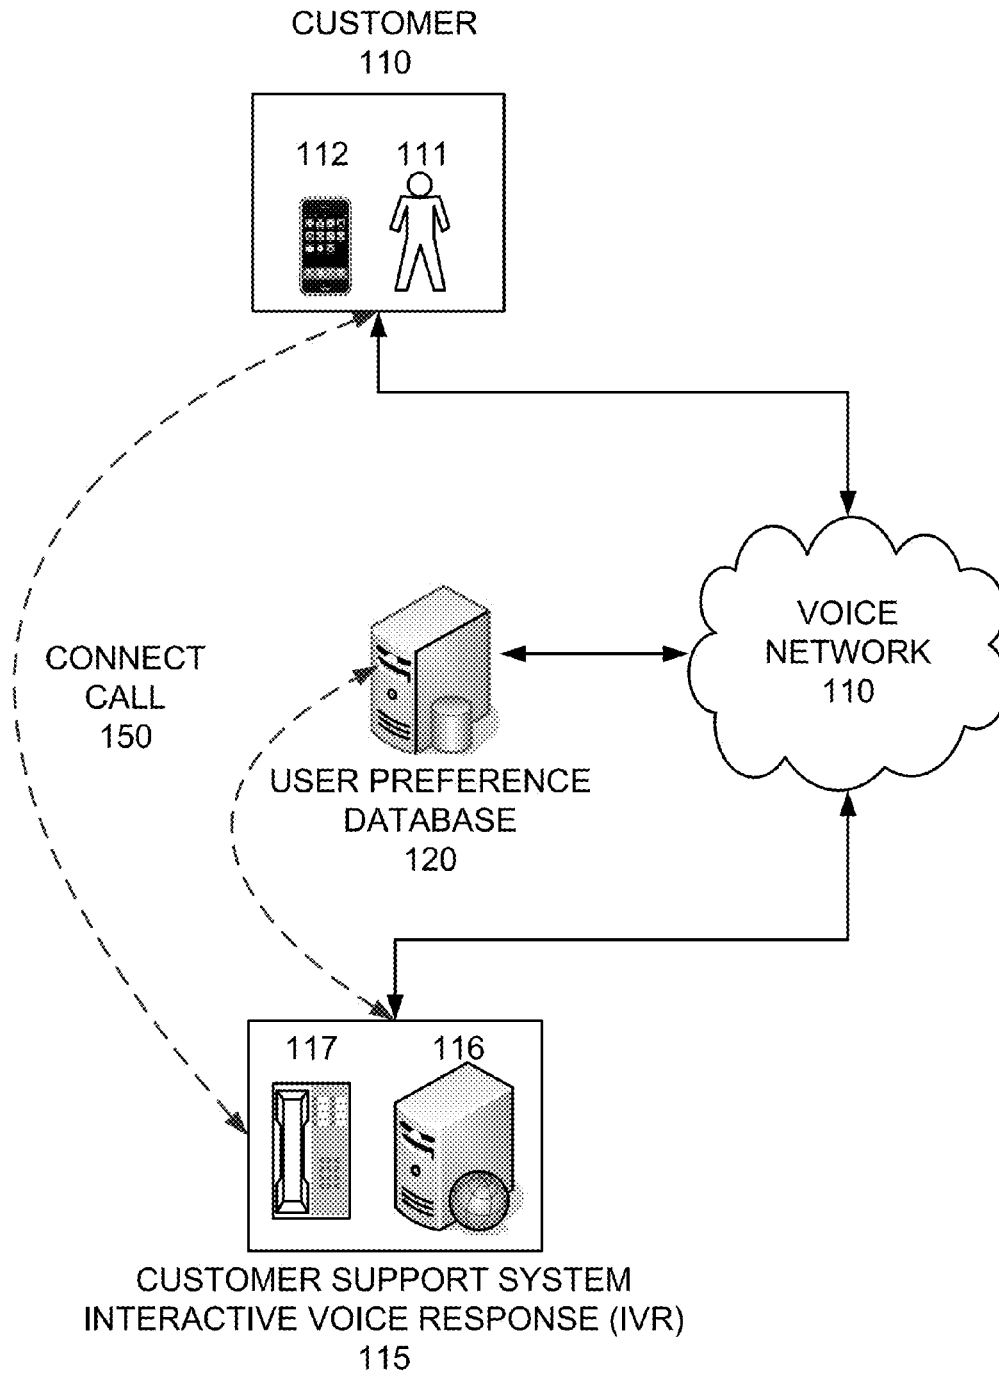 CUSTOMER
110
112
111
VOICE
NETWORK
110
CONNECT
CALL
150
USER PREFERENCE
DATABASE
120
117
116
CUSTOMER SUPPORT SYSTEM
INTERACTIVE VOICE RESPONSE (IVR)
115